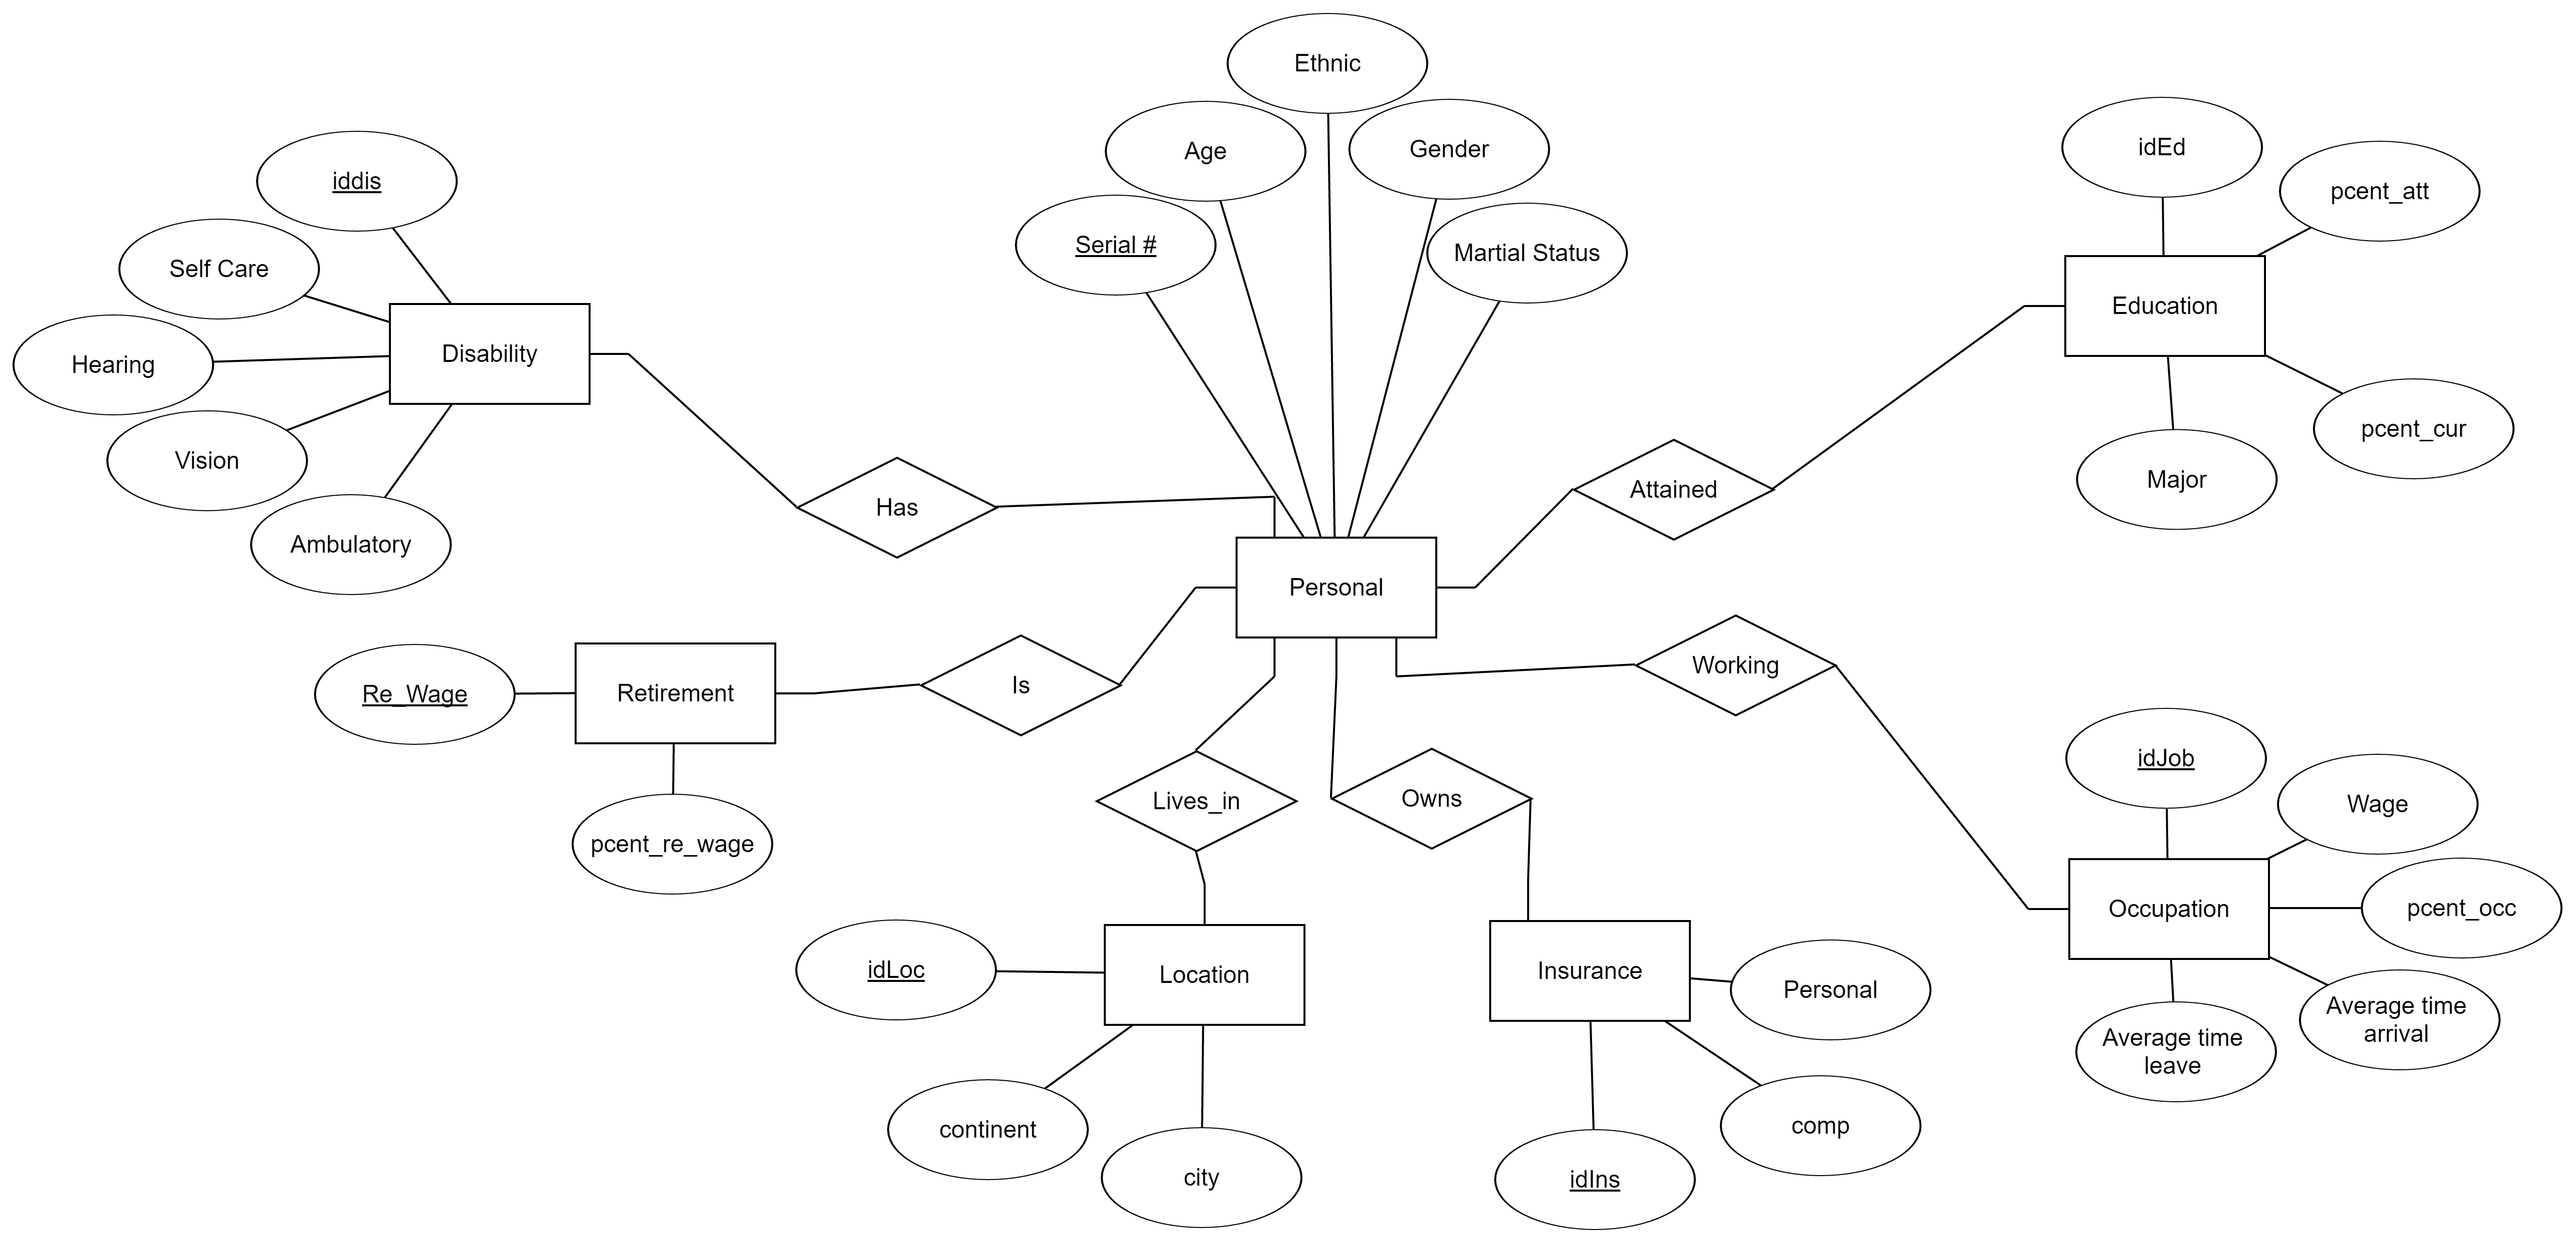 Ethnic
Age
Gender
Serial #
Martial Status
iddis
Self Care
Hearing
Vision
Ambulatory
Disability
Has
idEd
pcent_att
Education
pcent_cur
Major
Attained
Personal
Re_Wage
Retirement
Is
pcent_re_wage
Working
Lives_in
Owns
idJob
Wage
Occupation
pcent_occ
Average time
arrival
Average time
leave
idLoc
Location
continent
city
Insurance
Personal
comp
idIns